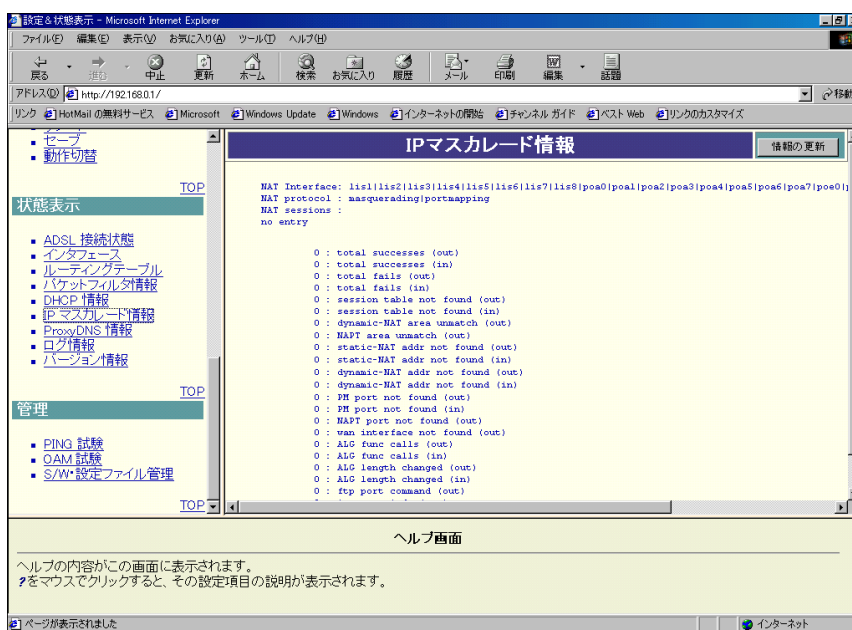 設定＆状態表示 - Microsoft Internet Explorer
ファイル(F) 編集(E) 表示(V) お気に入り(A) ツール(T) ヘルプ(H)
戻る 進む 中止 更新 ホーム 検索 お気に入り 履歴 メール 印刷 編集 話題
アドレス(D) http://192.168.0.1/ 移動
リンク HotMail の無料サービス Microsoft Windows Update Windows インターネットの開始 チャンネル ガイド ベスト Web リンクのカスタマイズ
セーブ
動作切替
TOP
状態表示
ADSL 接続状態
インタフェース
ルーティングテーブル
パケットフィルタ情報
DHCP 情報
IP マスカレード情報
ProxyDNS 情報
ログ情報
バージョン情報
TOP
管理
PING 試験
OAM 試験
S/W・設定ファイル管理
TOP
IPマスカレード情報
情報の更新
NAT Interface: lis1|lis2|lis3|lis4|lis5|lis6|lis7|lis8|poa0|poa1|poa2|poa3|poa4|poa5|poa6|poa7|poe0|
NAT protocol : masquerading|portmapping
NAT sessions :
no entry
0 : total successes (out)
0 : total successes (in)
0 : total fails (out)
0 : total fails (in)
0 : session table not found (out)
0 : session table not found (in)
0 : dynamic-NAT area unmatch (out)
0 : NAPT area unmatch (out)
0 : static-NAT addr not found (out)
0 : static-NAT addr not found (in)
0 : dynamic-NAT addr not found (out)
0 : dynamic-NAT addr not found (in)
0 : PM port not found (out)
0 : PM port not found (in)
0 : NAPT port not found (out)
0 : wan interface not found (out)
0 : ALG func calls (out)
0 : ALG func calls (in)
0 : ALG length changed (out)
0 : ALG length changed (in)
0 : ftp port command (out)
ヘルプ画面
ヘルプの内容がこの画面に表示されます。
?をマウスでクリックすると、その設定項目の説明が表示されます。
ページが表示されました
インターネット